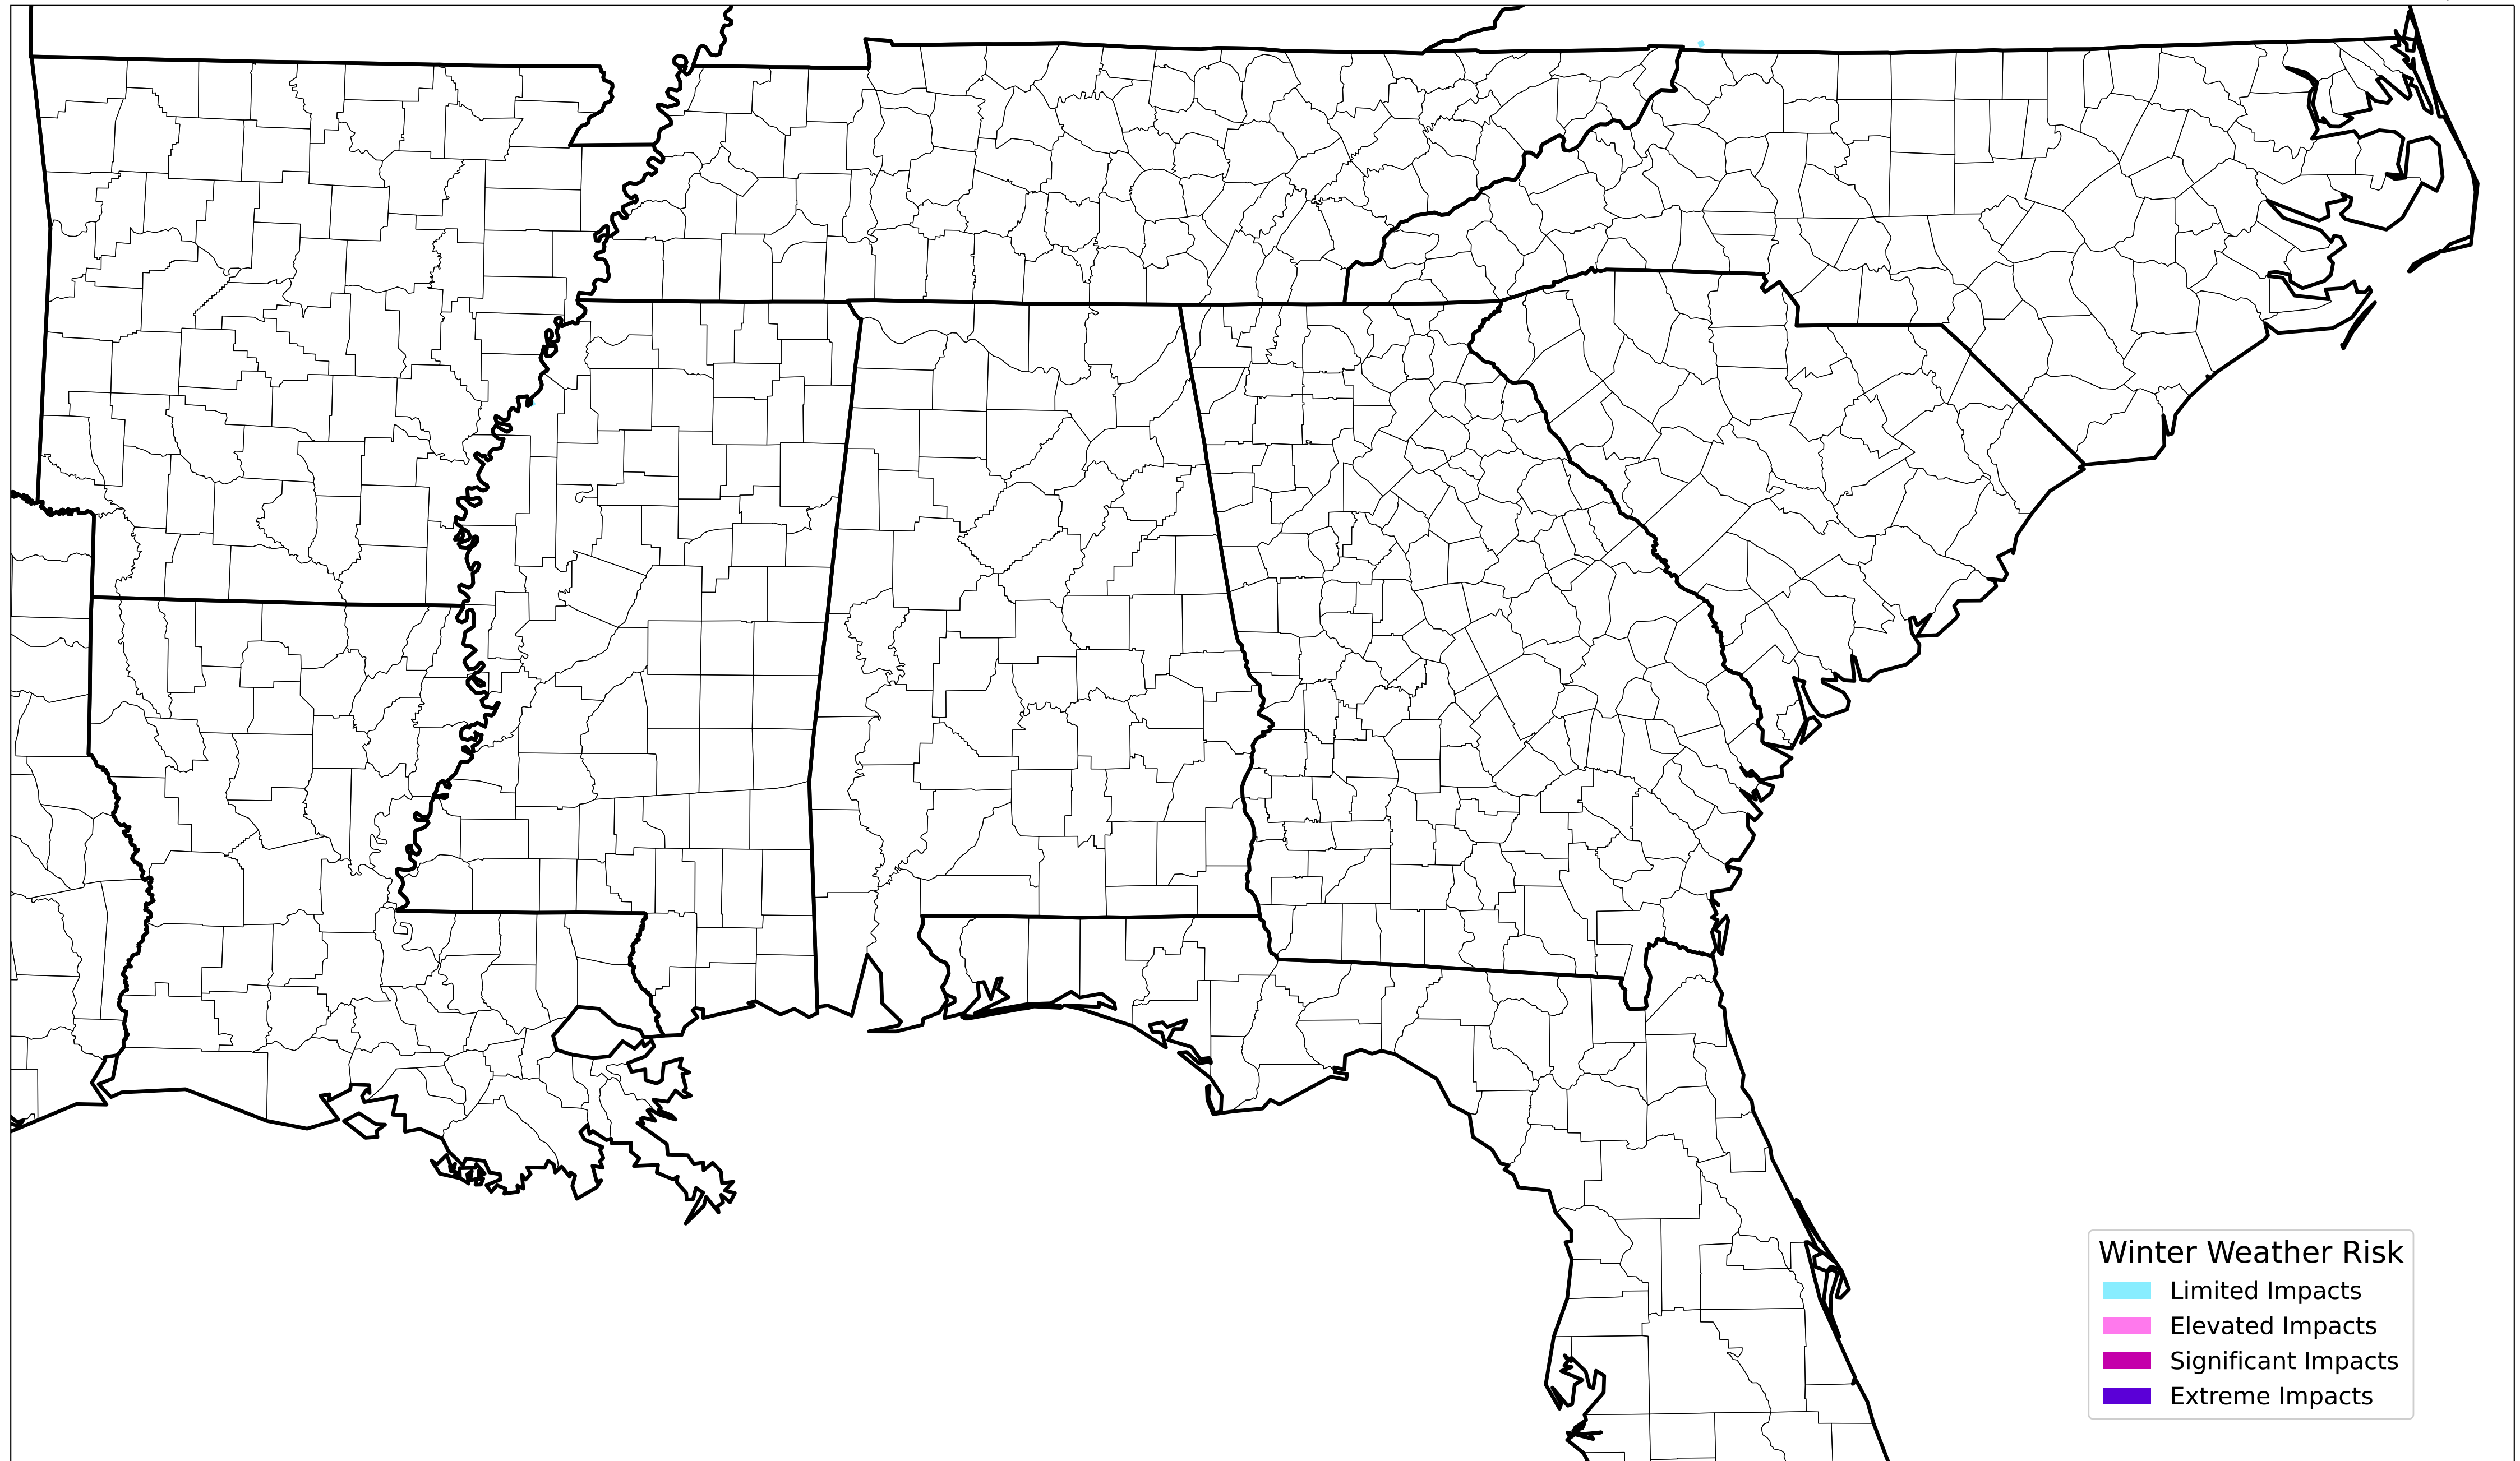 Winter Weather Risk
Limited Impacts
Elevated Impacts
Significant Impacts
Extreme Impacts